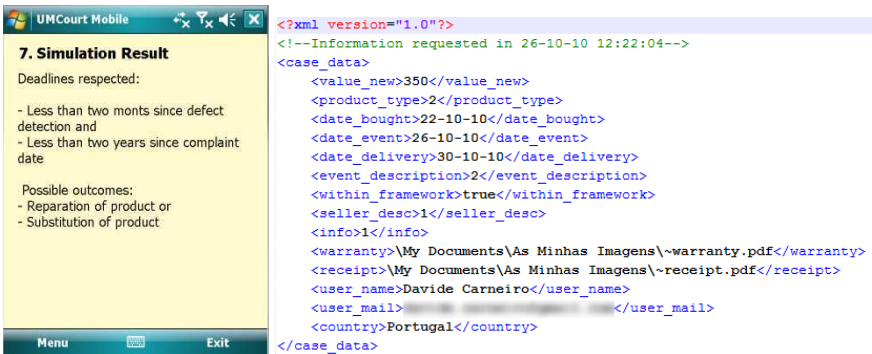 UMCourt Mobile
7. Simulation Result
Deadlines respected:
- Less than two monts since defect
detection and
- Less than two years since complaint
date
Possible outcomes:
- Reparation of product or
- Substitution of product
Menu
Exit
<?xml version="1.0"?>
<!--Information requested in 26-10-10 12:22:04-->
<case_data>
<value_new>350</value_new>
<product_type>2</product_type>
<date_bought>22-10-10</date_bought>
<date_event>26-10-10</date_event>
<date_delivery>30-10-10</date_delivery>
<event_description>2</event_description>
<within_framework>true</within_framework>
<seller_desc>1</seller_desc>
<info>1</info>
<warranty>\My Documents\As Minhas Imagens\~warranty.pdf</warranty>
<receipt>\My Documents\As Minhas Imagens\~receipt.pdf</receipt>
<user_name>Davide Carneiro</user_name>
<user_mail></user_mail>
<country>Portugal</country>
</case_data>